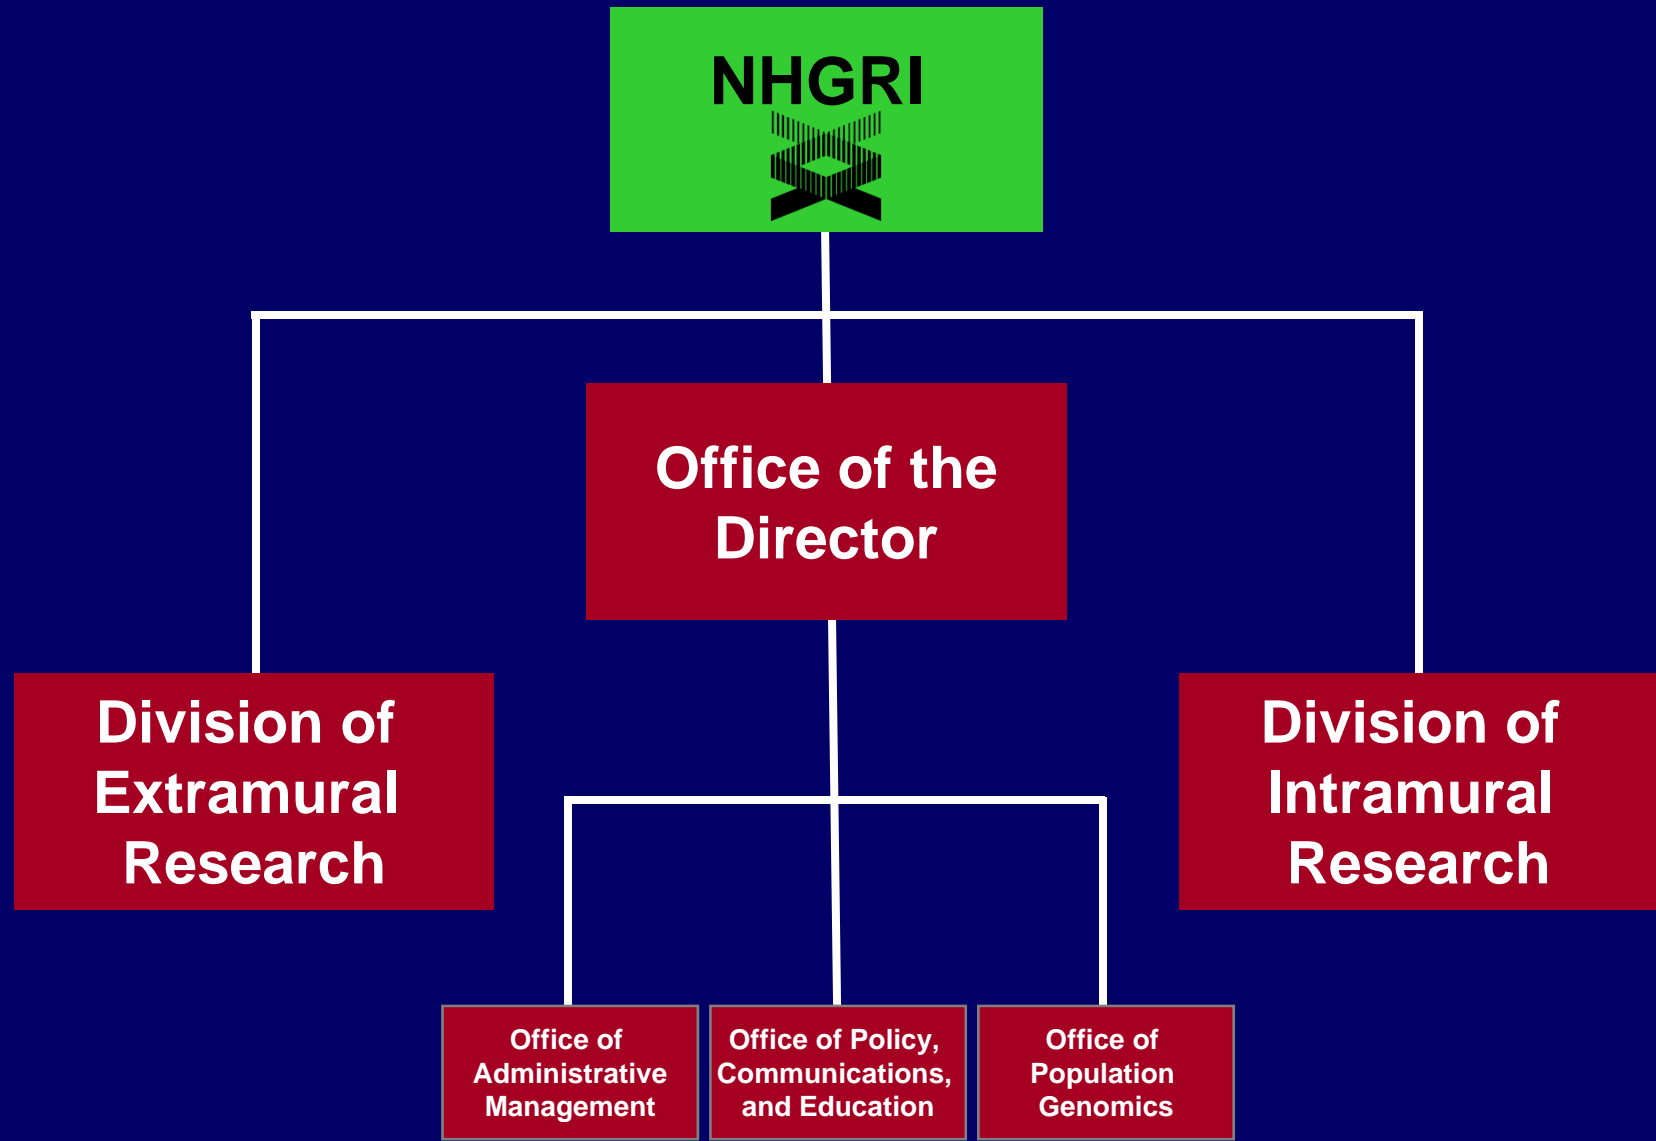 NHGRI
Office of the
Director
Division of
Extramural
Research
Division of
Intramural
Research
Office of
Administrative
Management
Office of Policy,
Communications,
and Education
Office of
Population
Genomics